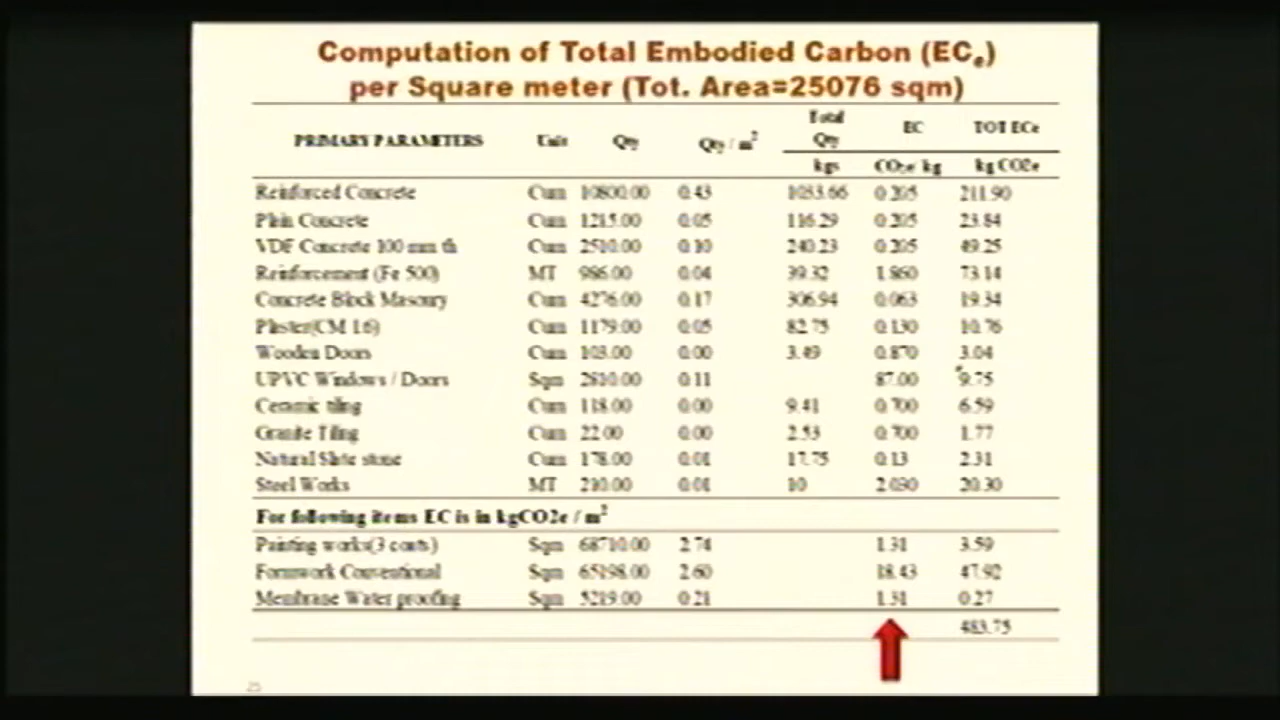 Computation of Total Embodied Carbon (ECe)
per Square meter (Tot. Area=25076 sqm)
PRIMARY PARAMETERS Unit Qty Qty / m2 Total Qty EC TOT ECe
kgs CO2e/ kg kg CO2e
Reinforced Concrete Cum 10800.00 0.43 1033.66 0.205 211.90
Plain Concrete Cum 1215.00 0.05 116.29 0.205 23.84
VDF Concrete 100 mm th Cum 2510.00 0.10 240.23 0.205 49.25
Reinforcement (Fe 500) MT 986.00 0.04 39.32 1.860 73.14
Concrete Block Masonry Cum 4276.00 0.17 306.94 0.063 19.34
Plaster(CM 1:6) Cum 1179.00 0.05 82.75 0.130 10.76
Wooden Doors Cum 103.00 0.00 3.49 0.870 3.04
UPVC Windows / Doors Sqm 2810.00 0.11 87.00 9.75
Ceramic tiling Cum 118.00 0.00 9.41 0.700 6.59
Granite Tiling Cum 22.00 0.00 2.53 0.700 1.77
Natural Slate stone Cum 178.00 0.01 17.75 0.13 2.31
Steel Works MT 210.00 0.01 10 2.030 20.30
For following items EC is in kgCO2e / m2
Painting works(3 coats) Sqm 68710.00 2.74 1.31 3.59
Formwork Conventional Sqm 65198.00 2.60 18.43 47.92
Membrane Water proofing Sqm 5219.00 0.21 1.31 0.27
483.75
25